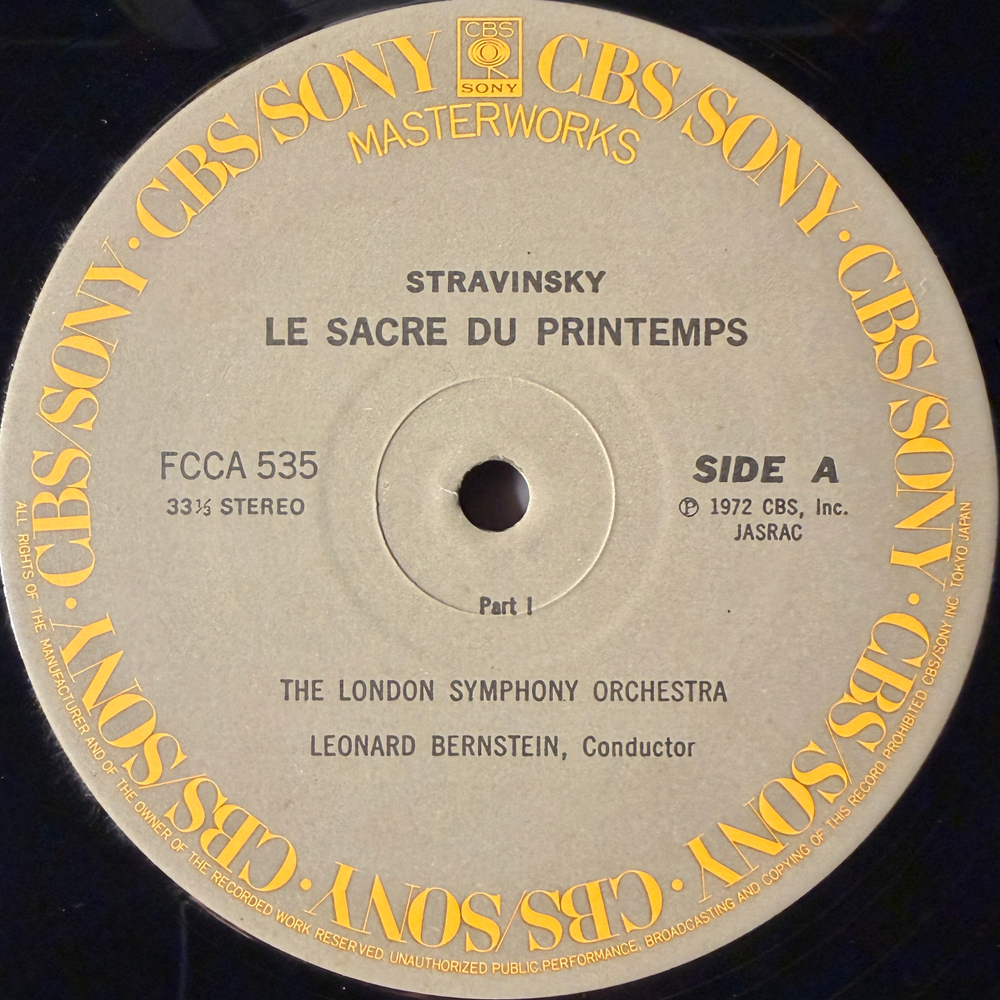 CBS
SONY
CBS/SONY · CBS/SONY · CBS/SONY · CBS/SONY · CBS/SONY · CBS/SONY · CBS/SONY · CBS/SONY
MASTERWORKS
STRAVINSKY
LE SACRE DU PRINTEMPS
FCCA 535
33⅓ STEREO
SIDE A
Ⓟ 1972 CBS, Inc.
JASRAC
Part I
THE LONDON SYMPHONY ORCHESTRA
LEONARD BERNSTEIN, Conductor
ALL RIGHTS OF THE MANUFACTURER AND OF THE OWNER OF THE RECORDED WORK RESERVED UNAUTHORIZED PUBLIC PERFORMANCE, BROADCASTING AND COPYING OF THIS RECORD PROHIBITED CBS/SONY INC. TOKYO JAPAN